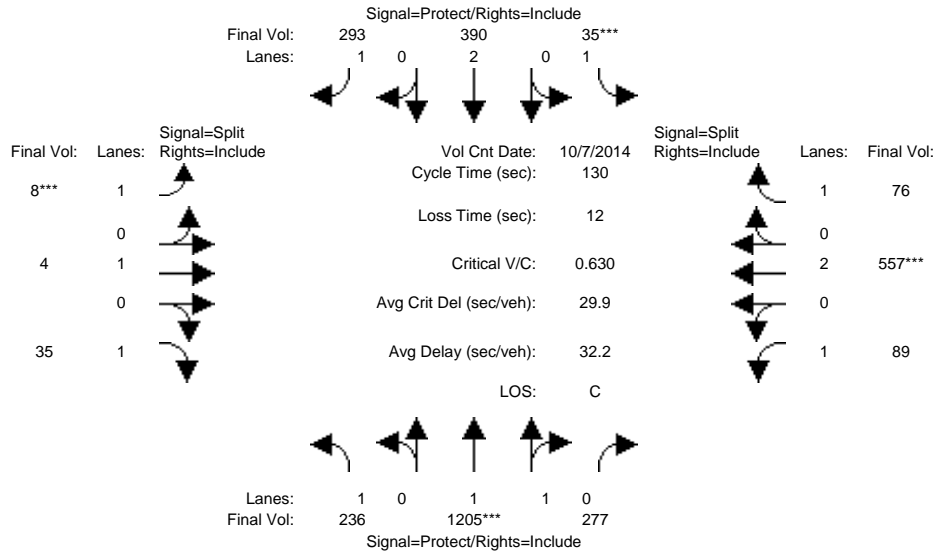 Signal=Protect/Rights=Include
Final Vol: 293 390 35***
Lanes: 1 0 2 0 1
Signal=Split Signal=Split
Final Vol: Lanes: Rights=Include Vol Cnt Date: 10/7/2014 Rights=Include Lanes: Final Vol:
Cycle Time (sec): 130
8*** 1 1 76
Loss Time (sec): 12
0 0
4 1 Critical V/C: 0.630 2 557***
0 Avg Crit Del (sec/veh): 29.9 0
35 1 Avg Delay (sec/veh): 32.2 1 89
LOS: C
Lanes: 1 0 1 1 0
Final Vol: 236 1205*** 277
Signal=Protect/Rights=Include